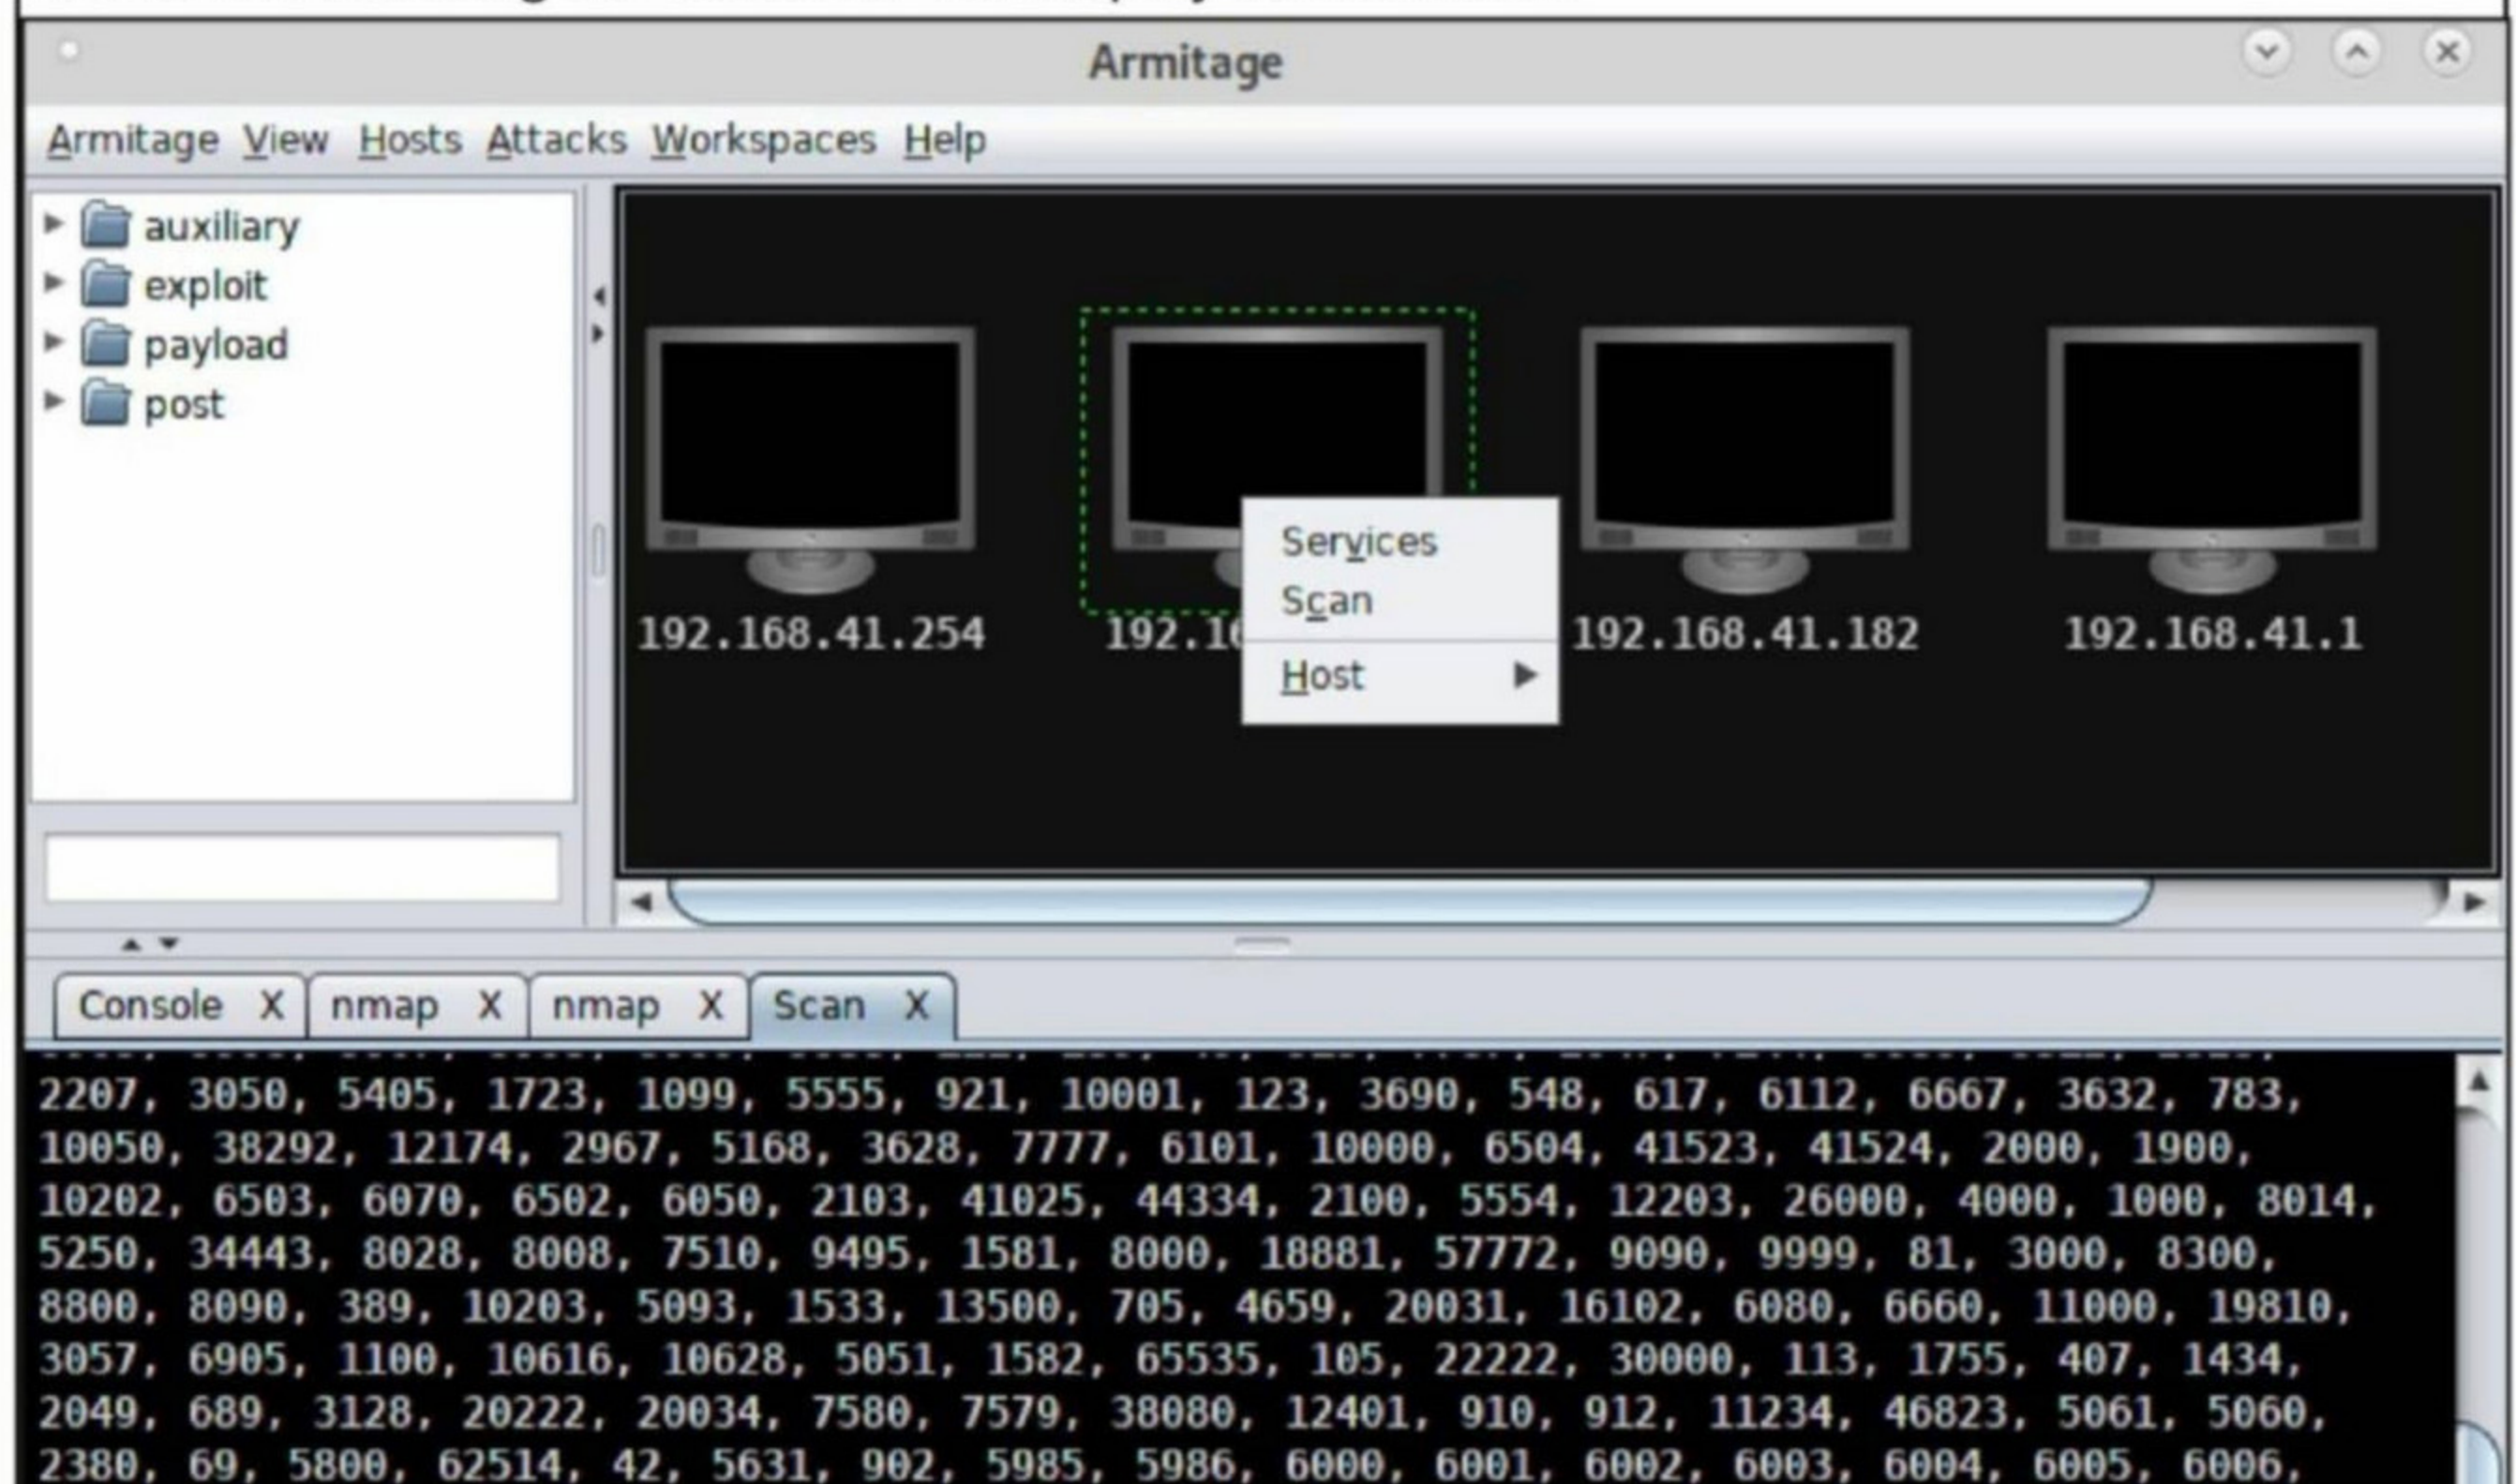 Armitage
Armitage View Hosts Attacks Workspaces Help
auxiliary
exploit
payload
post
Services
Scan
Host
192.168.41.254
192.168.41.182
192.168.41.1
Console X nmap X nmap X Scan X
2207, 3050, 5405, 1723, 1099, 5555, 921, 10001, 123, 3690, 548, 617, 6112, 6667, 3632, 783,
10050, 38292, 12174, 2967, 5168, 3628, 7777, 6101, 10000, 6504, 41523, 41524, 2000, 1900,
10202, 6503, 6070, 6502, 6050, 2103, 41025, 44334, 2100, 5554, 12203, 26000, 4000, 1000, 8014,
5250, 34443, 8028, 8008, 7510, 9495, 1581, 8000, 18881, 57772, 9090, 9999, 81, 3000, 8300,
8800, 8090, 389, 10203, 5093, 1533, 13500, 705, 4659, 20031, 16102, 6080, 6660, 11000, 19810,
3057, 6905, 1100, 10616, 10628, 5051, 1582, 65535, 105, 22222, 30000, 113, 1755, 407, 1434,
2049, 689, 3128, 20222, 20034, 7580, 7579, 38080, 12401, 910, 912, 11234, 46823, 5061, 5060,
2380, 69, 5800, 62514, 42, 5631, 902, 5985, 5986, 6000, 6001, 6002, 6003, 6004, 6005, 6006,